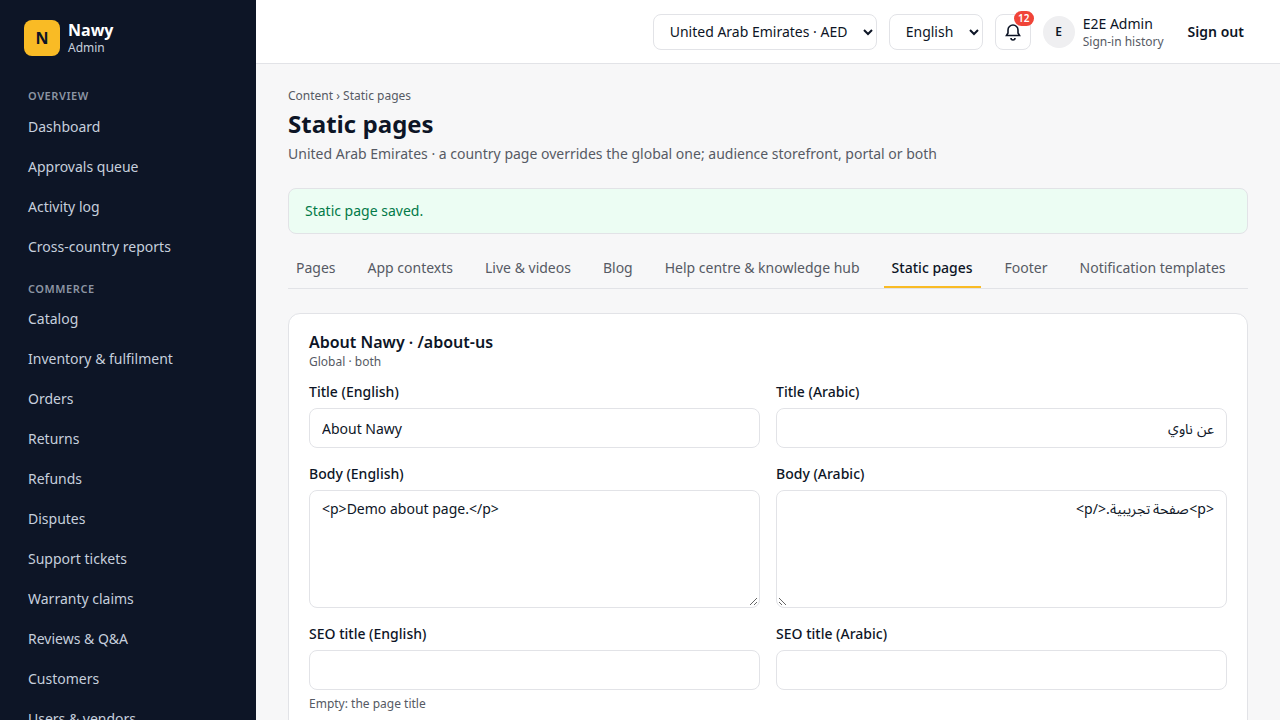 N
Nawy
Admin
United Arab Emirates · AED
English
12
E
E2E Admin
Sign-in history
Sign out
OVERVIEW
Dashboard
Approvals queue
Activity log
Cross-country reports
COMMERCE
Catalog
Inventory & fulfilment
Orders
Returns
Refunds
Disputes
Support tickets
Warranty claims
Reviews & Q&A
Customers
Users & vendors
Content › Static pages
Static pages
United Arab Emirates · a country page overrides the global one; audience storefront, portal or both
Static page saved.
Pages
App contexts
Live & videos
Blog
Help centre & knowledge hub
Static pages
Footer
Notification templates
About Nawy · /about-us
Global · both
Title (English)
Title (Arabic)
About Nawy
عن ناوي
Body (English)
Body (Arabic)
<p>Demo about page.</p>
<p>صفحة تجريبية.</p>
SEO title (English)
SEO title (Arabic)
Empty: the page title